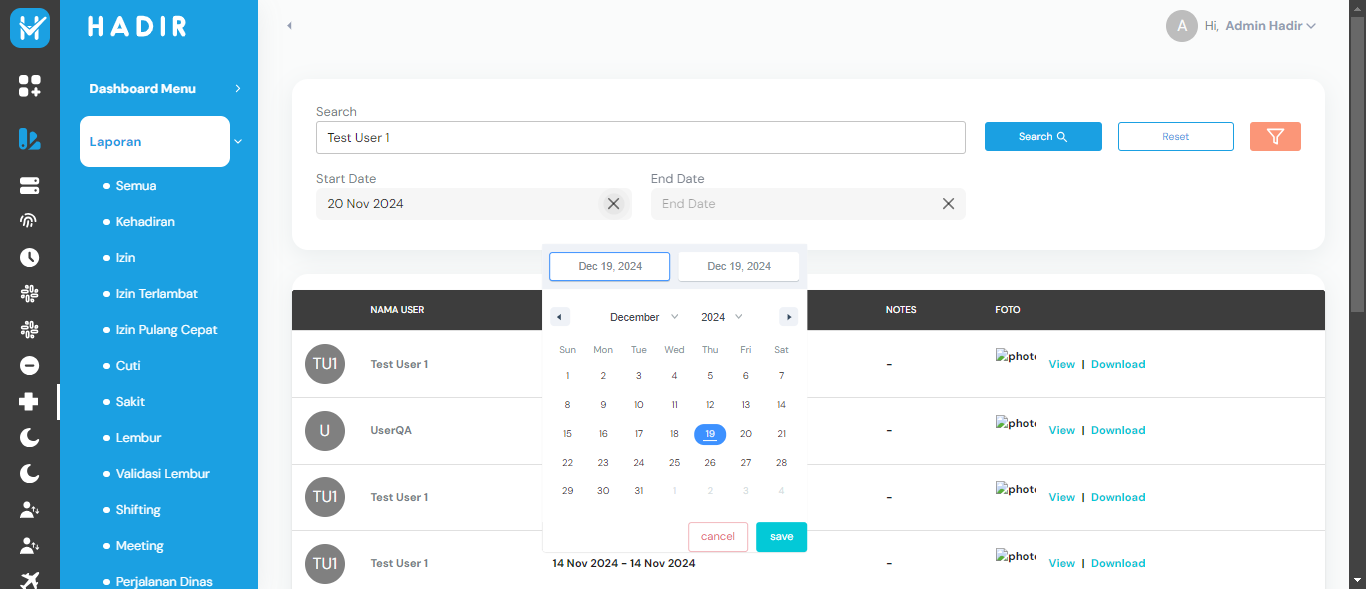 HADIR
A Hi, Admin Hadir
Dashboard Menu
Laporan
Semua
Kehadiran
Izin
Izin Terlambat
Izin Pulang Cepat
Cuti
Sakit
Lembur
Validasi Lembur
Shifting
Meeting
Perjalanan Dinas
Search
Test User 1
Search
Reset
Start Date
End Date
20 Nov 2024
End Date
NAMA USER
NOTES
FOTO
TU1 Test User 1 - photo View | Download
U UserQA - photo View | Download
TU1 Test User 1 - photo View | Download
TU1 Test User 1 14 Nov 2024 - 14 Nov 2024 - photo View | Download
Dec 19, 2024 Dec 19, 2024
December 2024
Sun Mon Tue Wed Thu Fri Sat
1 2 3 4 5 6 7
8 9 10 11 12 13 14
15 16 17 18 19 20 21
22 23 24 25 26 27 28
29 30 31 1 2 3 4
cancel save